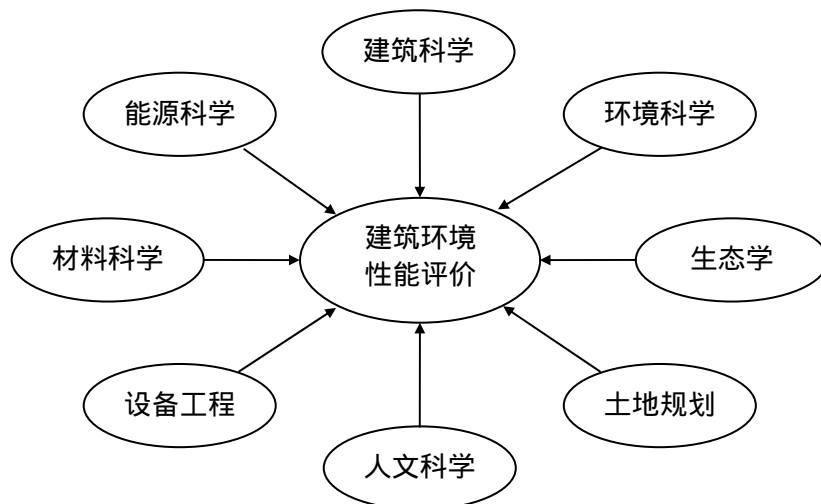 建筑科学
能源科学
环境科学
建筑环境
性能评价
材料科学
生态学
设备工程
土地规划
人文科学